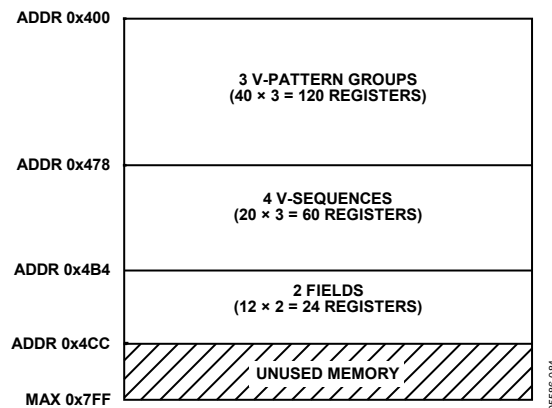 ADDR 0x400
3 V-PATTERN GROUPS
(40 × 3 = 120 REGISTERS)
ADDR 0x478
4 V-SEQUENCES
(20 × 3 = 60 REGISTERS)
ADDR 0x4B4
2 FIELDS
(12 × 2 = 24 REGISTERS)
ADDR 0x4CC
UNUSED MEMORY
MAX 0x7FF